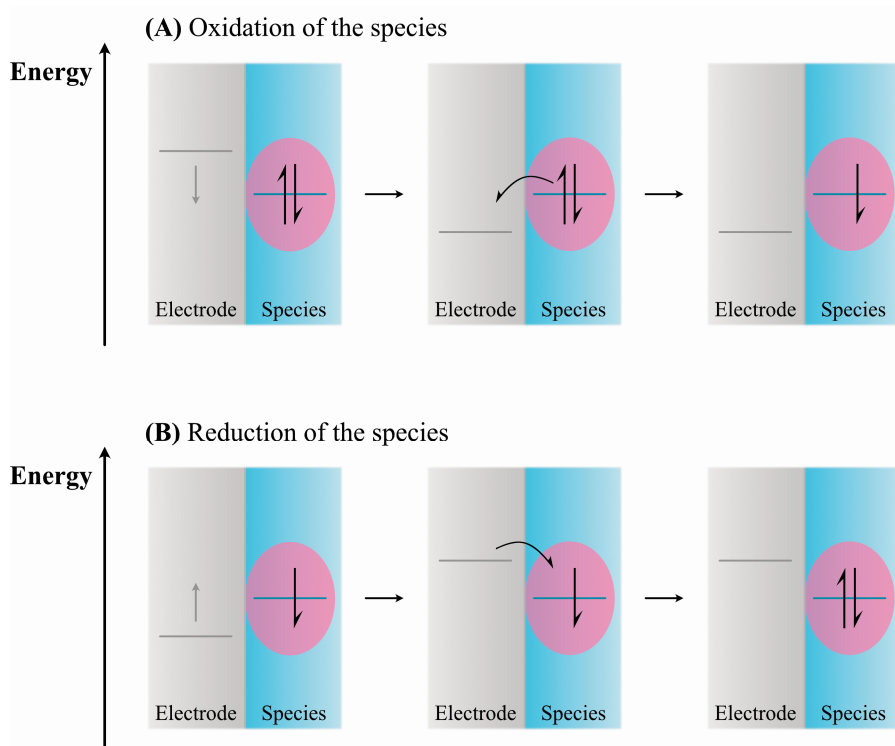 (A) Oxidation of the species
Energy
Electrode Species Electrode Species Electrode Species
(B) Reduction of the species
Energy
Electrode Species Electrode Species Electrode Species